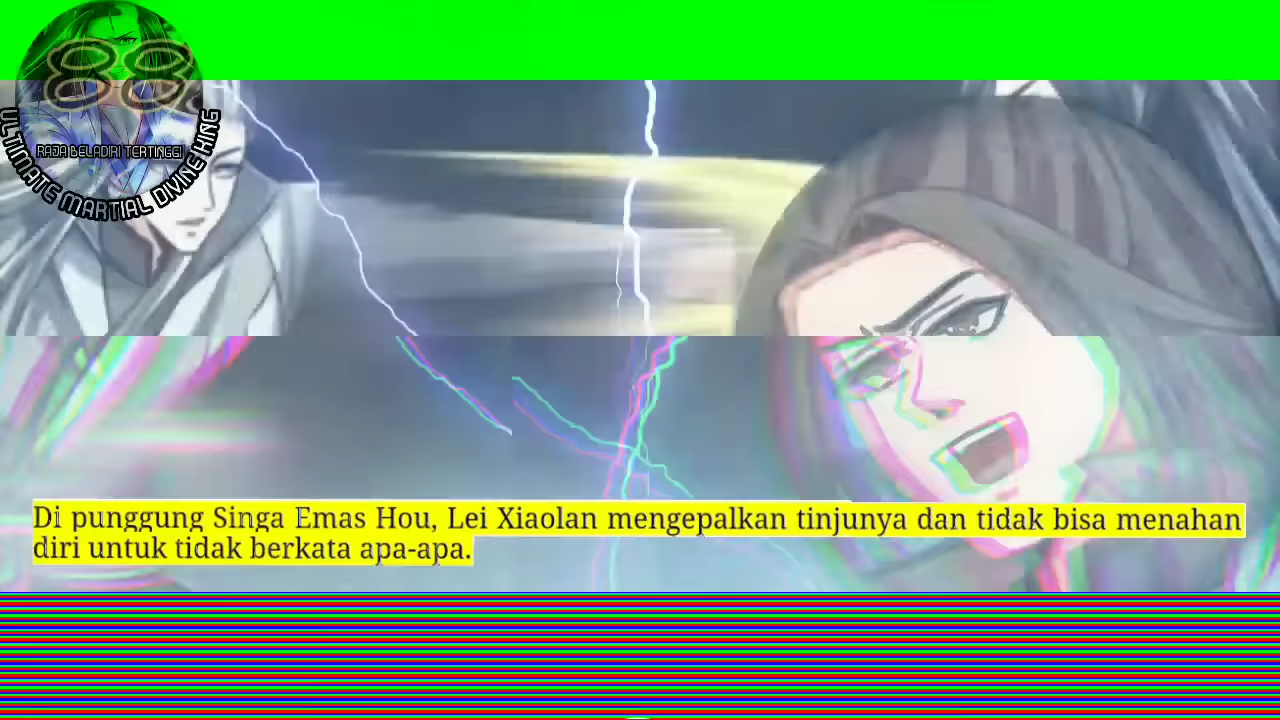 88
RAJA BELADIRI TERTINGGI
ULTIMATE MARTIAL DIVINE KING
Di punggung Singa Emas Hou, Lei Xiaolan mengepalkan tinjunya dan tidak bisa menahan
diri untuk tidak berkata apa-apa.